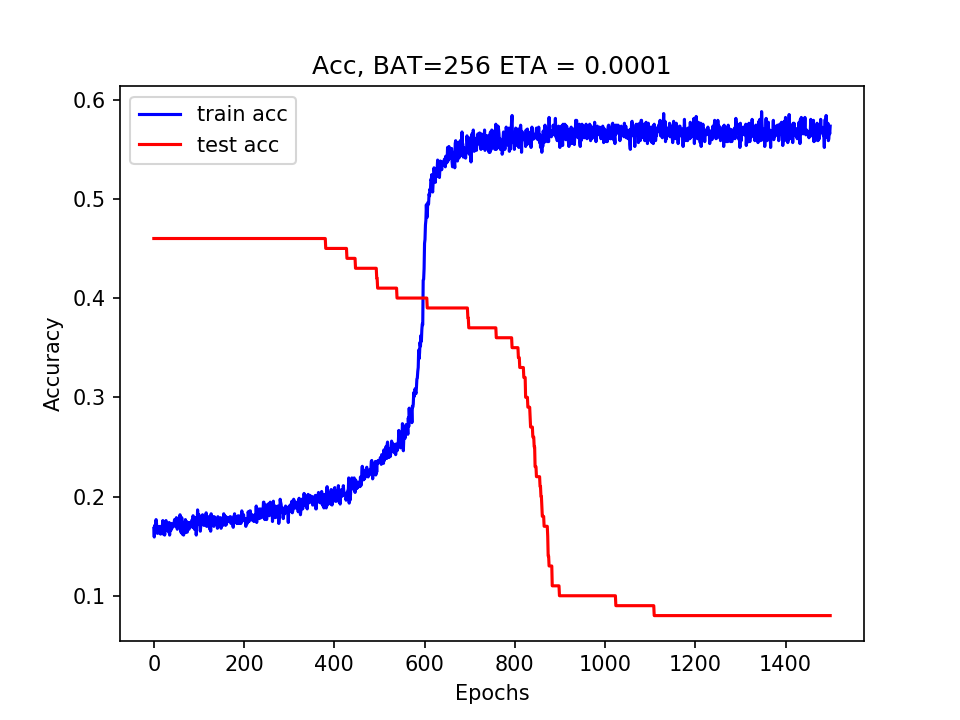 Acc, BAT=256 ETA = 0.0001
train acc
test acc
0.6
0.5
0.4
0.3
0.2
0.1
Accuracy
0 200 400 600 800 1000 1200 1400
Epochs